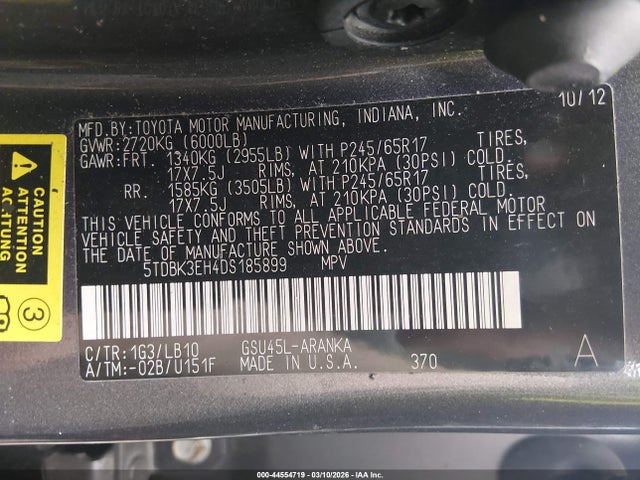 10/12
MFD.BY:TOYOTA MOTOR MANUFACTURING, INDIANA, INC.
GVWR:2720KG (6000LB)
GAWR:FRT. 1340KG (2955LB) WITH P245/65R17 TIRES,
17X7.5J RIMS, AT 210KPA (30PSI) COLD.
RR. 1585KG (3505LB) WITH P245/65R17 TIRES,
17X7.5J RIMS, AT 210KPA (30PSI) COLD.
THIS VEHICLE CONFORMS TO ALL APPLICABLE FEDERAL MOTOR
VEHICLE SAFETY AND THEFT PREVENTION STANDARDS IN EFFECT ON
THE DATE OF MANUFACTURE SHOWN ABOVE.
5TDBK3EH4DS185899 MPV
C/TR:1G3/LB10 GSU45L-ARANKA
A/TM:-02B/U151F MADE IN U.S.A. 370 A
CAUTION
ATTENTION
ACHTUNG
3
000-44554719 - 03/10/2026 - IAA Inc.